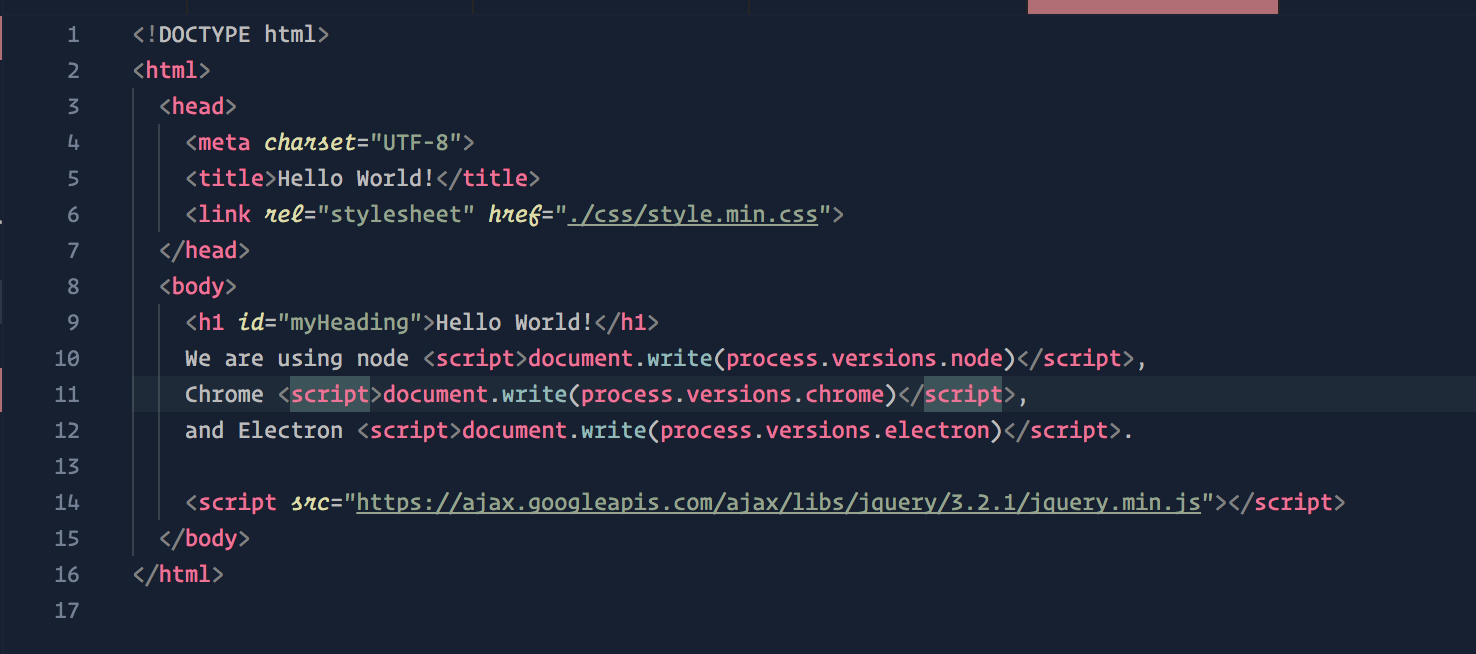 1 <!DOCTYPE html>
2 <html>
3   <head>
4     <meta charset="UTF-8">
5     <title>Hello World!</title>
6     <link rel="stylesheet" href="./css/style.min.css">
7   </head>
8   <body>
9     <h1 id="myHeading">Hello World!</h1>
10     We are using node <script>document.write(process.versions.node)</script>,
11     Chrome <script>document.write(process.versions.chrome)</script>,
12     and Electron <script>document.write(process.versions.electron)</script>.
13
14     <script src="https://ajax.googleapis.com/ajax/libs/jquery/3.2.1/jquery.min.js"></script>
15   </body>
16 </html>
17